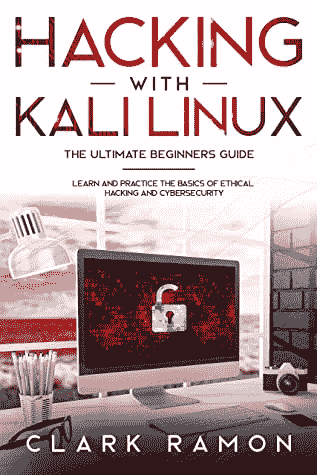 HACKING
WITH
KALI LINUX
THE ULTIMATE BEGINNERS GUIDE
LEARN AND PRACTICE THE BASICS OF ETHICAL
HACKING AND CYBERSECURITY
CLARK RAMON